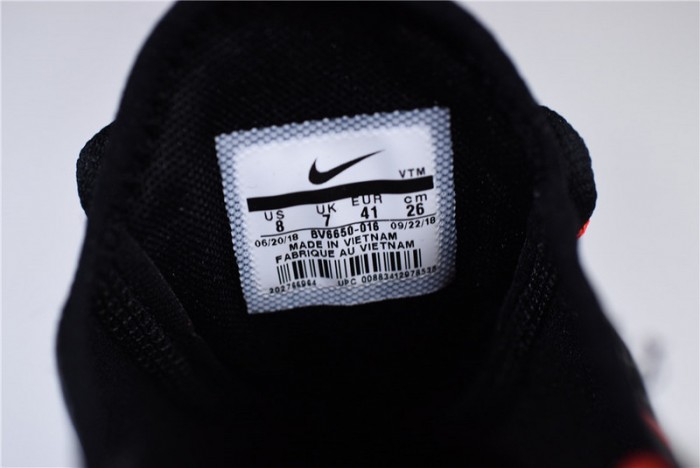 VTM
US UK EUR cm
8 7 41 26
06/20/18 BV6650-016 09/22/18
MADE IN VIETNAM
FABRIQUE AU VIETNAM
UPC